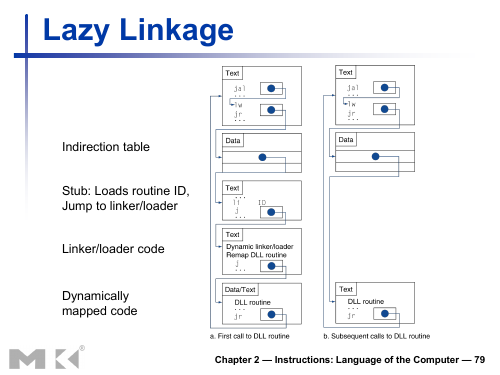 Lazy Linkage
Indirection table
Stub: Loads routine ID,
Jump to linker/loader
Linker/loader code
Dynamically
mapped code
Text
jal
...
lw
jr
...
Data
Text
...
li ID
j
...
Text
Dynamic linker/loader
Remap DLL routine
j
...
Data/Text
DLL routine
...
jr
a. First call to DLL routine
Text
jal
...
lw
jr
...
Data
Text
DLL routine
...
jr
b. Subsequent calls to DLL routine
MK®
Chapter 2 — Instructions: Language of the Computer — 79